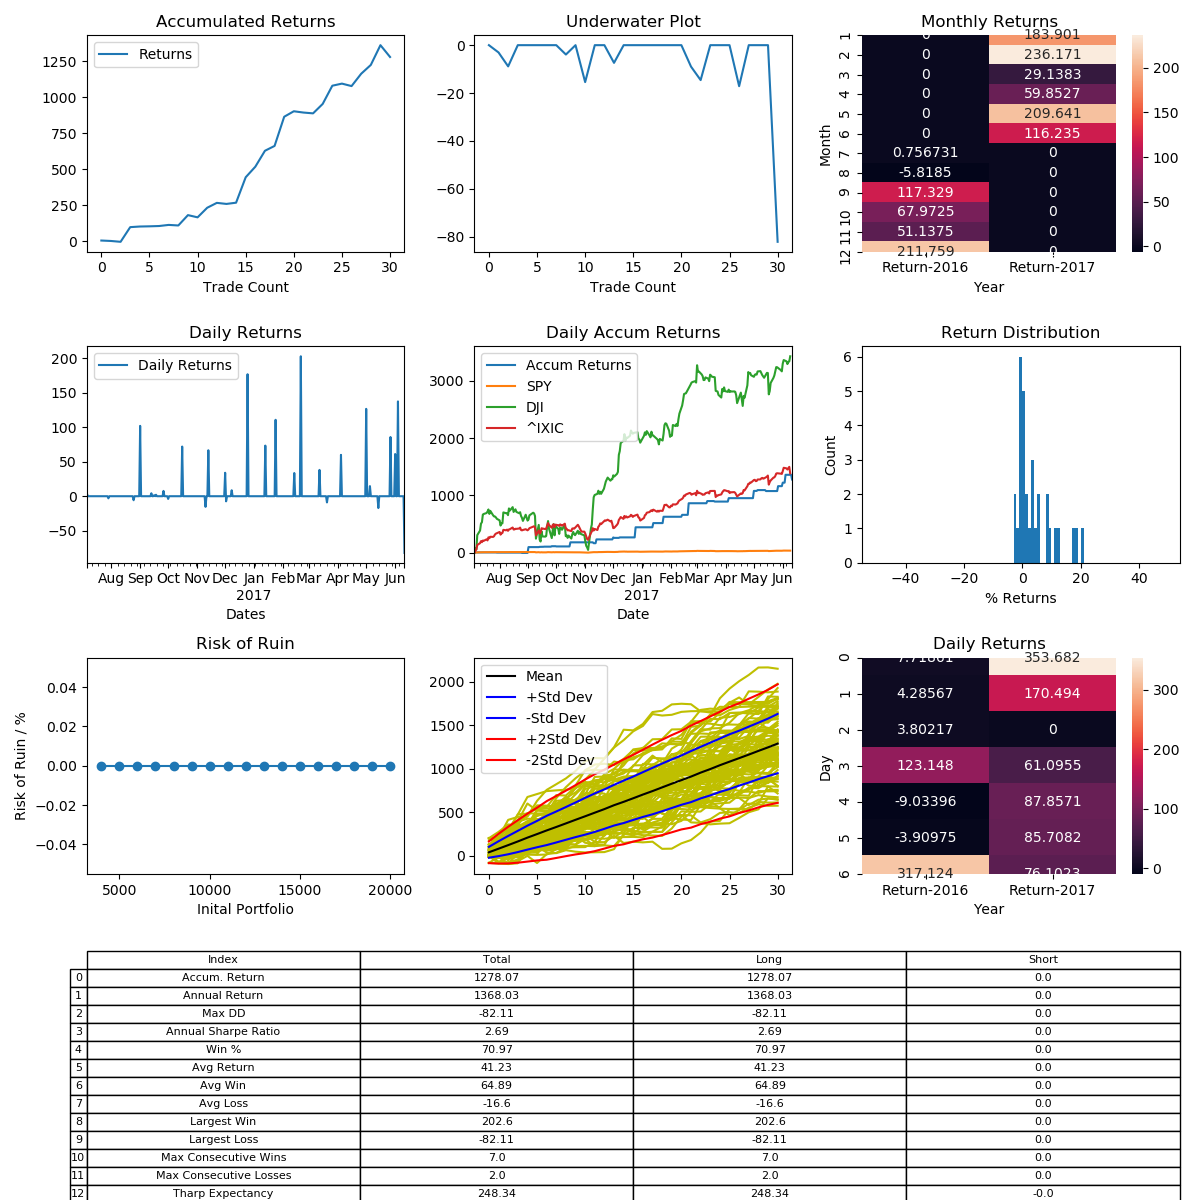 Accumulated Returns
Returns
1250
1000
750
500
250
0
0 5 10 15 20 25 30
Trade Count
Underwater Plot
0
−20
−40
−60
−80
0 5 10 15 20 25 30
Trade Count
Monthly Returns
Month
1 0 183.901
2 0 236.171
3 0 29.1383
4 0 59.8527
5 0 209.641
6 0 116.235
7 0.756731 0
8 -5.8185 0
9 117.329 0
10 67.9725 0
11 51.1375 0
12 211.759 0
Return-2016 Return-2017
Year
200
150
100
50
0
Daily Returns
Daily Returns
200
150
100
50
0
−50
Aug Sep Oct Nov Dec Jan Feb Mar Apr May Jun
2017
Dates
Daily Accum Returns
Accum Returns
SPY
DJI
^IXIC
3000
2000
1000
0
Aug Sep Oct Nov Dec Jan Feb Mar Apr May Jun
2017
Date
Return Distribution
Count
6
5
4
3
2
1
0
−40 −20 0 20 40
% Returns
Risk of Ruin
Risk of Ruin / %
0.04
0.02
0.00
−0.02
−0.04
5000 10000 15000 20000
Inital Portfolio
Mean
+Std Dev
-Std Dev
+2Std Dev
-2Std Dev
2000
1500
1000
500
0
0 5 10 15 20 25 30
Daily Returns
Day
0 353.682
1 4.28567 170.494
2 3.80217 0
3 123.148 61.0955
4 -9.03396 87.8571
5 -3.90975 85.7082
6 317.124 76.1023
Return-2016 Return-2017
Year
300
200
100
0
Index Total Long Short
0 Accum. Return 1278.07 1278.07 0.0
1 Annual Return 1368.03 1368.03 0.0
2 Max DD -82.11 -82.11 0.0
3 Annual Sharpe Ratio 2.69 2.69 0.0
4 Win % 70.97 70.97 0.0
5 Avg Return 41.23 41.23 0.0
6 Avg Win 64.89 64.89 0.0
7 Avg Loss -16.6 -16.6 0.0
8 Largest Win 202.6 202.6 0.0
9 Largest Loss -82.11 -82.11 0.0
10 Max Consecutive Wins 7.0 7.0 0.0
11 Max Consecutive Losses 2.0 2.0 0.0
12 Tharp Expectancy 248.34 248.34 -0.0